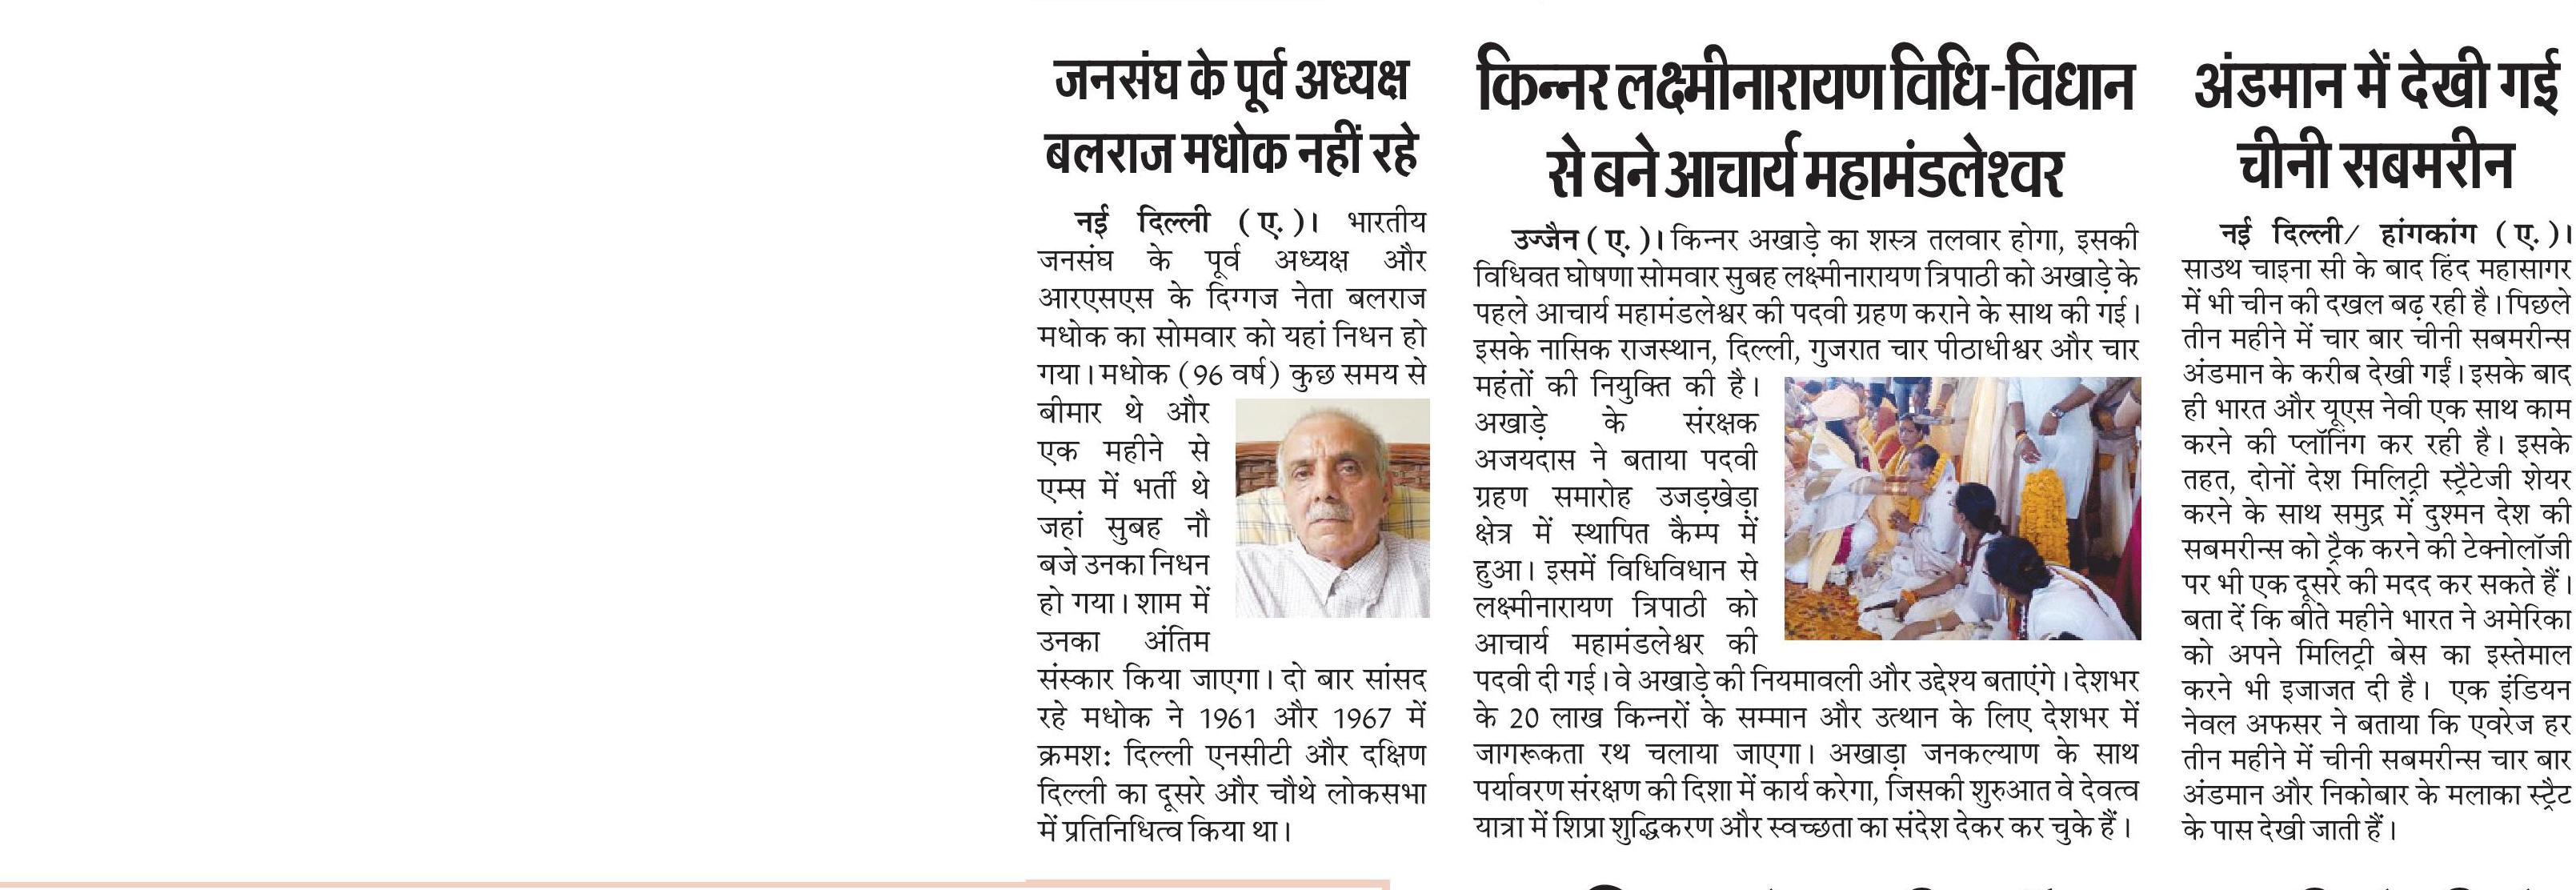 जनसंघ के पूर्व अध्यक्ष
बलराज मधोक नहीं रहे
नई दिल्ली (ए.)। भारतीय
जनसंघ के पूर्व अध्यक्ष और
आरएसएस के दिग्गज नेता बलराज
मधोक का सोमवार को यहां निधन हो
गया। मधोक (96 वर्ष) कुछ समय से
बीमार थे और
एक महीने से
एम्स में भर्ती थे
जहां सुबह नौ
बजे उनका निधन
हो गया। शाम में
उनका अंतिम
संस्कार किया जाएगा। दो बार सांसद
रहे मधोक ने 1961 और 1967 में
क्रमश: दिल्ली एनसीटी और दक्षिण
दिल्ली का दूसरे और चौथे लोकसभा
में प्रतिनिधित्व किया था।
किन्नर लक्ष्मीनारायण विधि-विधान
से बने आचार्य महामंडलेश्वर
उज्जैन (ए.)। किन्नर अखाड़े का शस्त्र तलवार होगा, इसकी
विधिवत घोषणा सोमवार सुबह लक्ष्मीनारायण त्रिपाठी को अखाड़े के
पहले आचार्य महामंडलेश्वर की पदवी ग्रहण कराने के साथ की गई।
इसके नासिक राजस्थान, दिल्ली, गुजरात चार पीठाधीश्वर और चार
महंतों की नियुक्ति की है।
अखाड़े के संरक्षक
अजयदास ने बताया पदवी
ग्रहण समारोह उजड़खेड़ा
क्षेत्र में स्थापित कैम्प में
हुआ। इसमें विधिविधान से
लक्ष्मीनारायण त्रिपाठी को
आचार्य महामंडलेश्वर की
पदवी दी गई। वे अखाड़े की नियमावली और उद्देश्य बताएंगे। देशभर
के 20 लाख किन्नरों के सम्मान और उत्थान के लिए देशभर में
जागरूकता रथ चलाया जाएगा। अखाड़ा जनकल्याण के साथ
पर्यावरण संरक्षण की दिशा में कार्य करेगा, जिसकी शुरुआत वे देवत्व
यात्रा में शिप्रा शुद्धिकरण और स्वच्छता का संदेश देकर कर चुके हैं।
अंडमान में देखी गई
चीनी सबमरीन
नई दिल्ली/ हांगकांग (ए.)।
साउथ चाइना सी के बाद हिंद महासागर
में भी चीन की दखल बढ़ रही है। पिछले
तीन महीने में चार बार चीनी सबमरीन्स
अंडमान के करीब देखी गईं। इसके बाद
ही भारत और यूएस नेवी एक साथ काम
करने की प्लॉनिंग कर रही है। इसके
तहत, दोनों देश मिलिट्री स्ट्रैटेजी शेयर
करने के साथ समुद्र में दुश्मन देश की
सबमरीन्स को ट्रैक करने की टेक्नोलॉजी
पर भी एक दूसरे की मदद कर सकते हैं।
बता दें कि बीते महीने भारत ने अमेरिका
को अपने मिलिट्री बेस का इस्तेमाल
करने भी इजाजत दी है। एक इंडियन
नेवल अफसर ने बताया कि एवरेज हर
तीन महीने में चीनी सबमरीन्स चार बार
अंडमान और निकोबार के मलाका स्ट्रैट
के पास देखी जाती हैं।